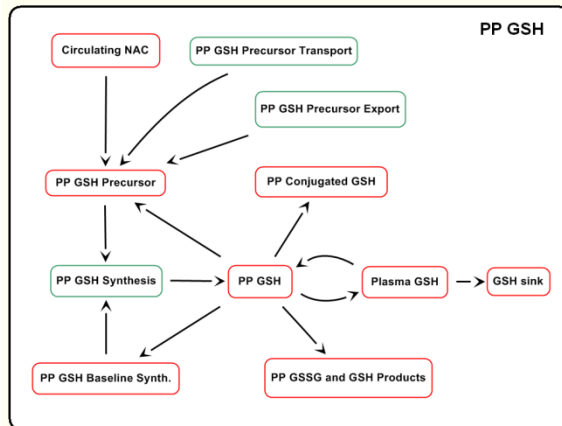 PP GSH
Circulating NAC
PP GSH Precursor Transport
PP GSH Precursor Export
PP GSH Precursor
PP Conjugated GSH
PP GSH Synthesis
PP GSH
Plasma GSH
GSH sink
PP GSH Baseline Synth.
PP GSSG and GSH Products